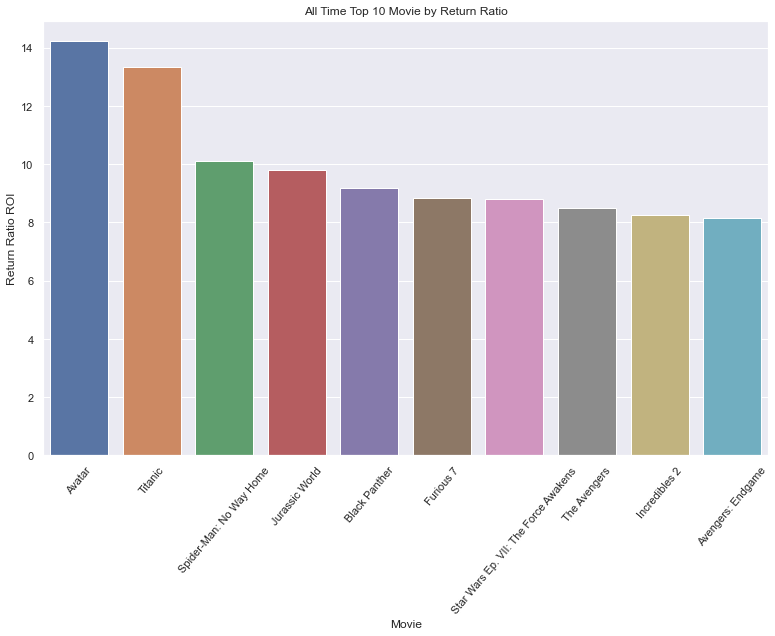 All Time Top 10 Movie by Return Ratio
Return Ratio ROI
14
12
10
8
6
4
2
0
Avatar
Titanic
Spider-Man: No Way Home
Jurassic World
Black Panther
Furious 7
Star Wars Ep. VII: The Force Awakens
The Avengers
Incredibles 2
Avengers: Endgame
Movie